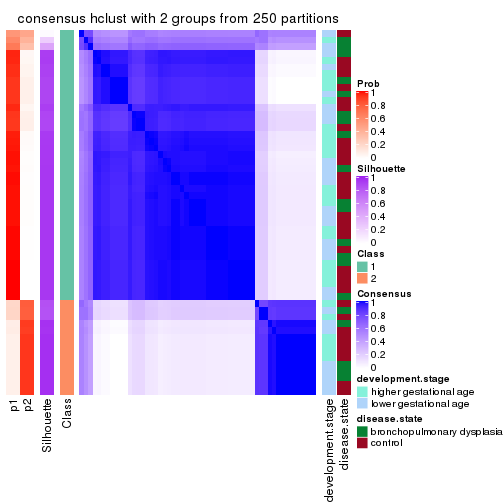 consensus hclust with 2 groups from 250 partitions
Prob
1
0.8
0.6
0.4
0.2
0
Silhouette
1
0.8
0.6
0.4
0.2
0
Class
1
2
Consensus
1
0.8
0.6
0.4
0.2
0
development.stage
higher gestational age
lower gestational age
disease.state
bronchopulmonary dysplasia
control
p1
p2
Silhouette
Class
development.stage
disease.state